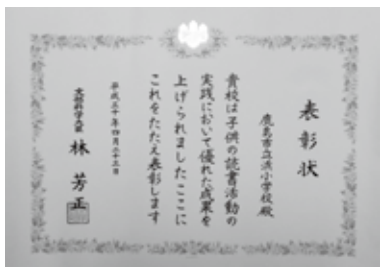 表彰状
鹿島市立浜小学校殿
貴校は子供の読書活動の
実践において優れた成果を
上げられましたここに
これをたたえ表彰します
平成三十年四月二十三日
文部科学大臣 林芳正